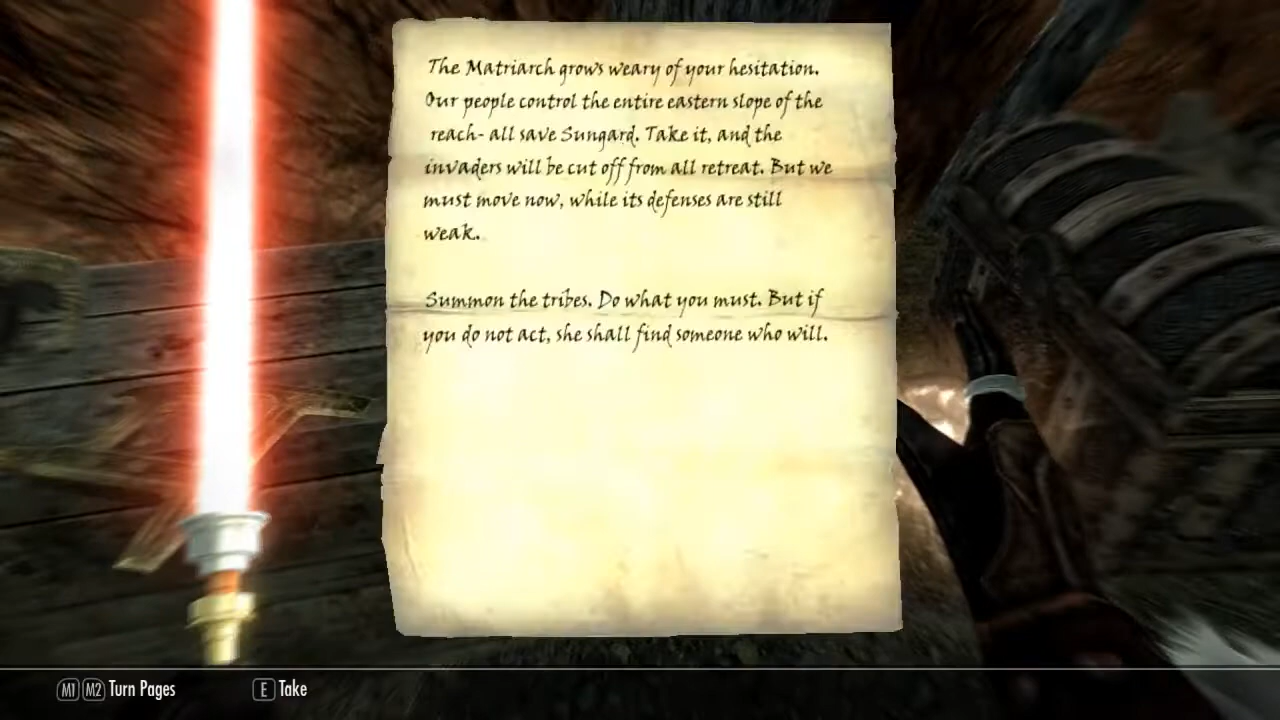 The Matriarch grows weary of your hesitation.
Our people control the entire eastern slope of the
reach- all save Sungard. Take it, and the
invaders will be cut off from all retreat. But we
must move now, while its defenses are still
weak.
Summon the tribes. Do what you must. But if
you do not act, she shall find someone who will.
M1 M2 Turn Pages E Take